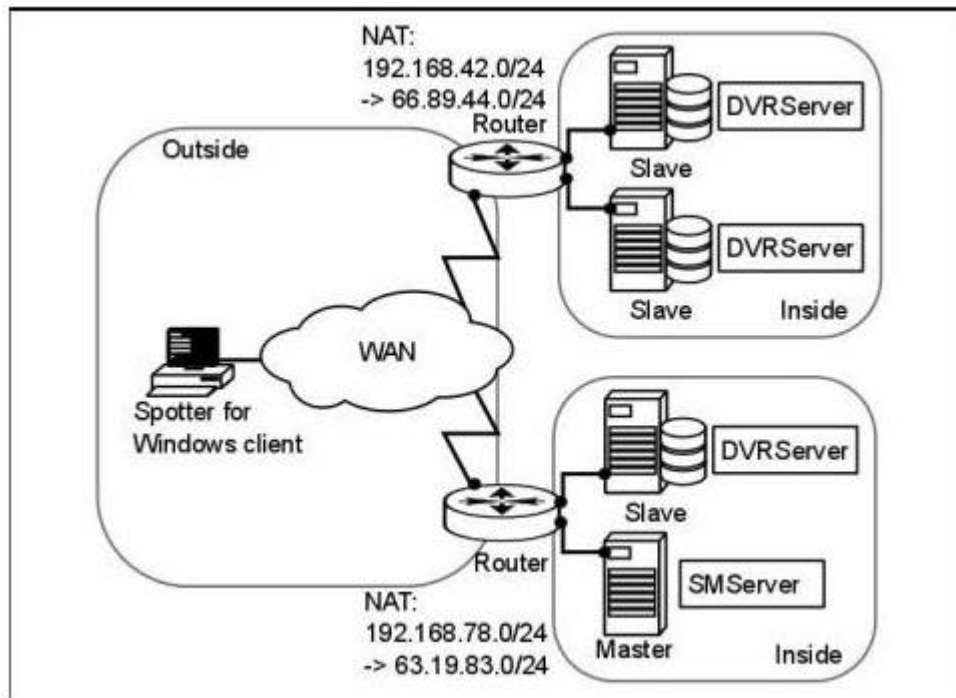 NAT:
192.168.42.0/24
-> 66.89.44.0/24
Router
Outside
DVRServer
Slave
DVRServer
Slave
Inside
WAN
Spotter for
Windows client
DVRServer
Slave
Router
SMServer
Master
Inside
NAT:
192.168.78.0/24
-> 63.19.83.0/24